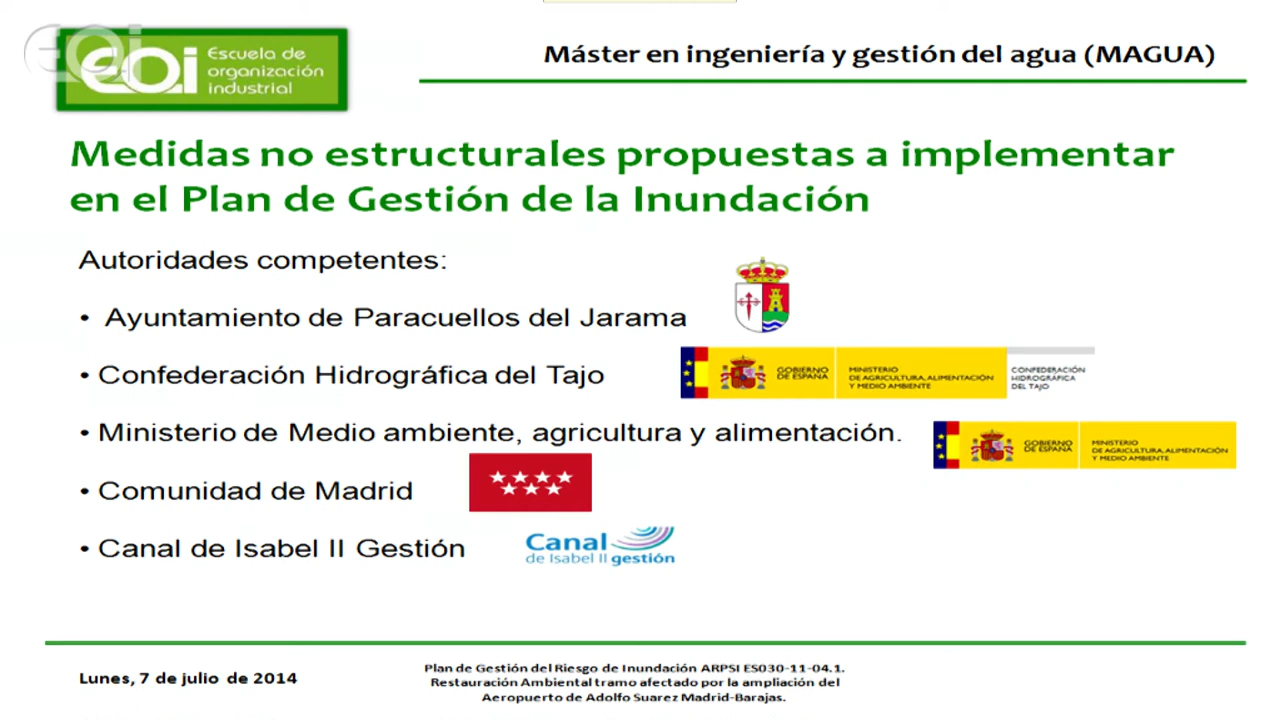 eoi
Escuela de
organización
industrial
Máster en ingeniería y gestión del agua (MAGUA)
Medidas no estructurales propuestas a implementar
en el Plan de Gestión de la Inundación
Autoridades competentes:
• Ayuntamiento de Paracuellos del Jarama
• Confederación Hidrográfica del Tajo
GOBIERNO
DE ESPAÑA
MINISTERIO
DE AGRICULTURA, ALIMENTACIÓN
Y MEDIO AMBIENTE
CONFEDERACIÓN
HIDROGRÁFICA
DEL TAJO
• Ministerio de Medio ambiente, agricultura y alimentación.
GOBIERNO
DE ESPAÑA
MINISTERIO
DE AGRICULTURA, ALIMENTACIÓN
Y MEDIO AMBIENTE
• Comunidad de Madrid
• Canal de Isabel II Gestión
Canal
de Isabel II gestión
Lunes, 7 de julio de 2014
Plan de Gestión del Riesgo de Inundación ARPSI ES030-11-04.1.
Restauración Ambiental tramo afectado por la ampliación del
Aeropuerto de Adolfo Suarez Madrid-Barajas.